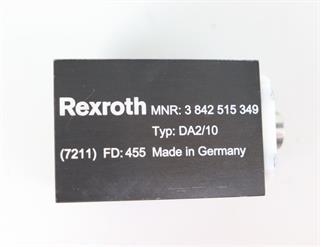 Rexroth MNR: 3 842 515 349
Typ: DA2/10
(7211) FD: 455 Made in Germany